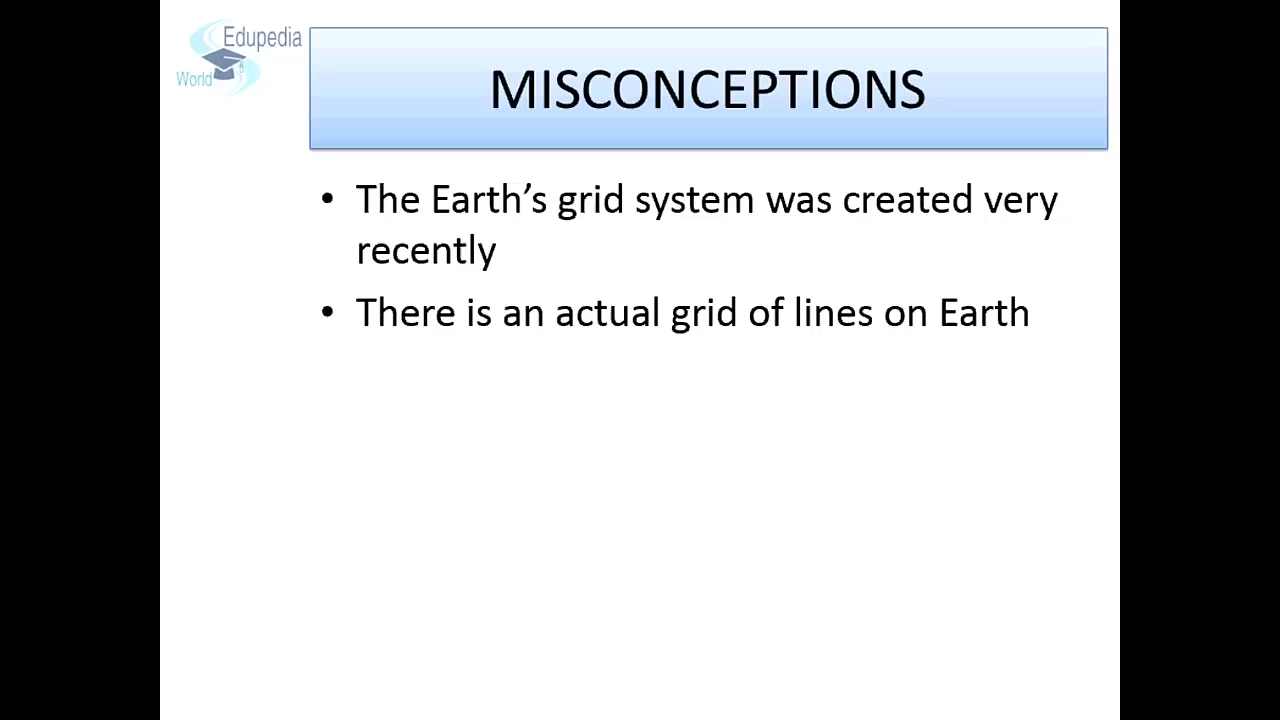 Edupedia
World
MISCONCEPTIONS
• The Earth’s grid system was created very
recently
• There is an actual grid of lines on Earth